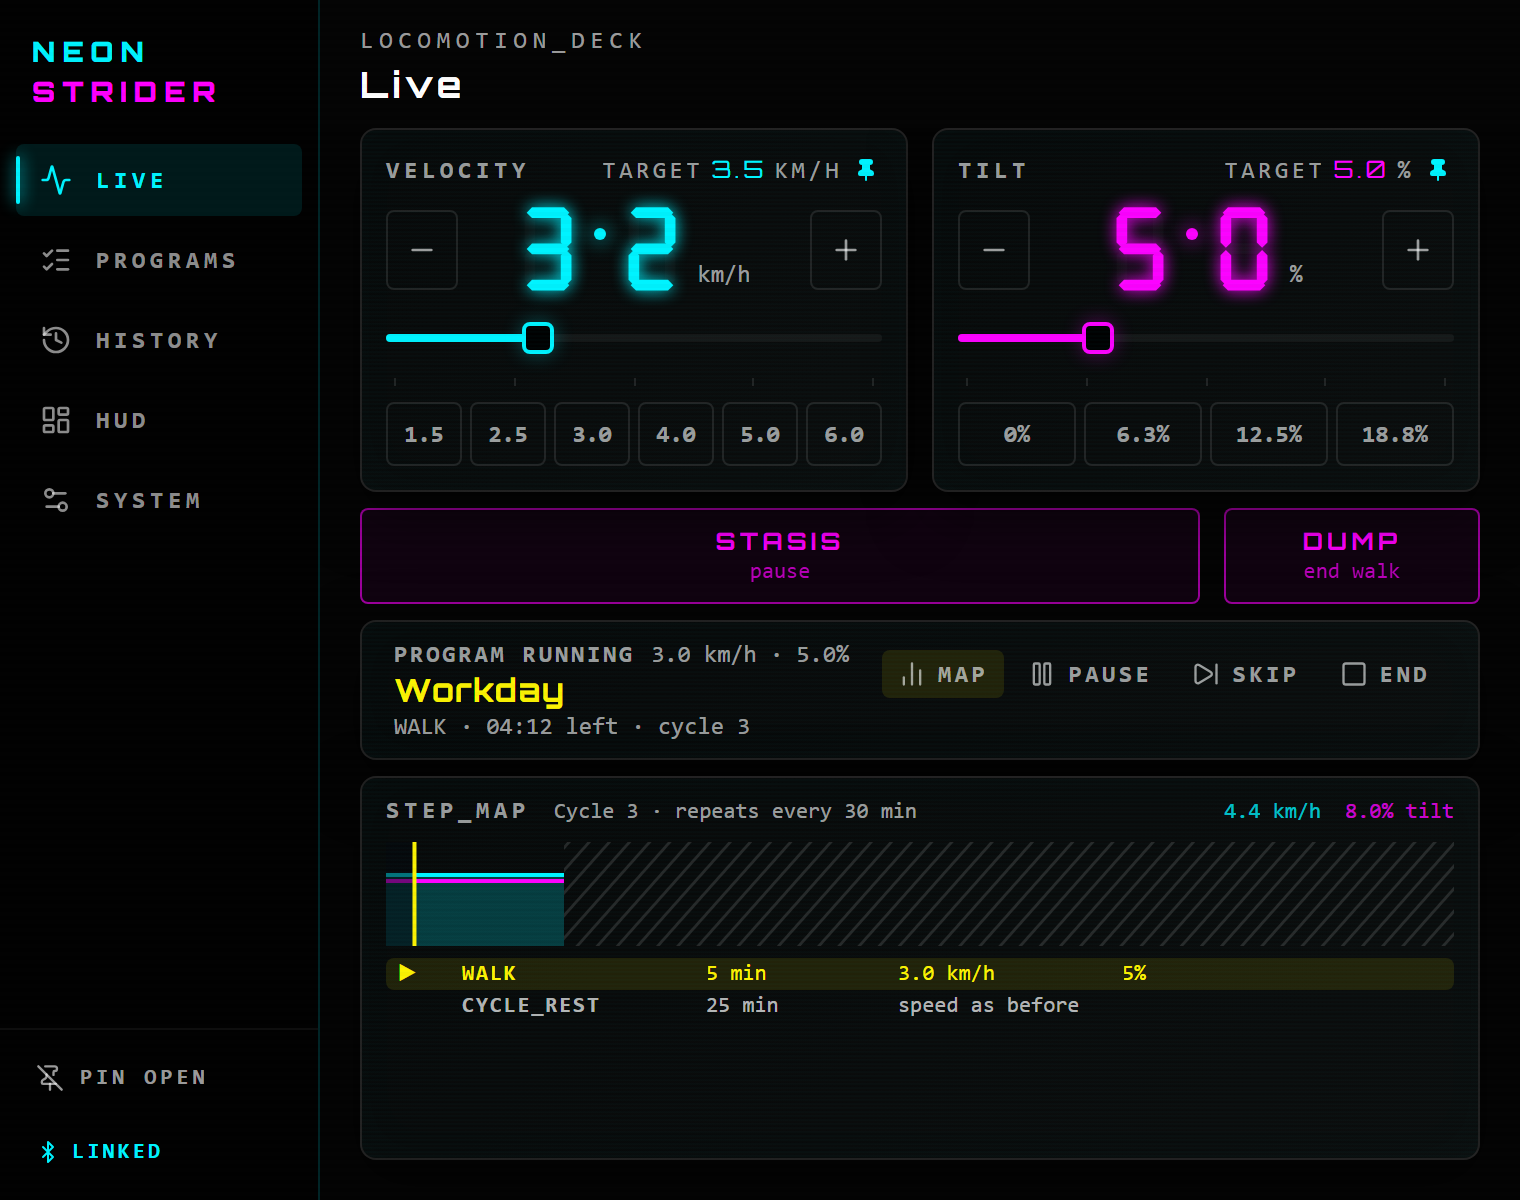 NEON
STRIDER
LIVE
PROGRAMS
HISTORY
HUD
SYSTEM
PIN OPEN
LINKED
LOCOMOTION_DECK
Live
VELOCITY TARGET 3.5 KM/H
3.2 km/h
1.5 2.5 3.0 4.0 5.0 6.0
TILT TARGET 5.0 %
5.0 %
0% 6.3% 12.5% 18.8%
STASIS
pause
DUMP
end walk
PROGRAM RUNNING 3.0 km/h · 5.0%
Workday
WALK · 04:12 left · cycle 3
MAP PAUSE SKIP END
STEP_MAP Cycle 3 · repeats every 30 min 4.4 km/h 8.0% tilt
WALK 5 min 3.0 km/h 5%
CYCLE_REST 25 min speed as before